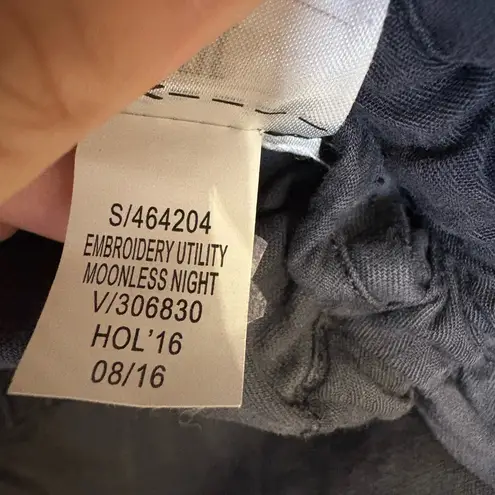 S/464204
EMBROIDERY UTILITY
MOONLESS NIGHT
V/306830
HOL'16
08/16